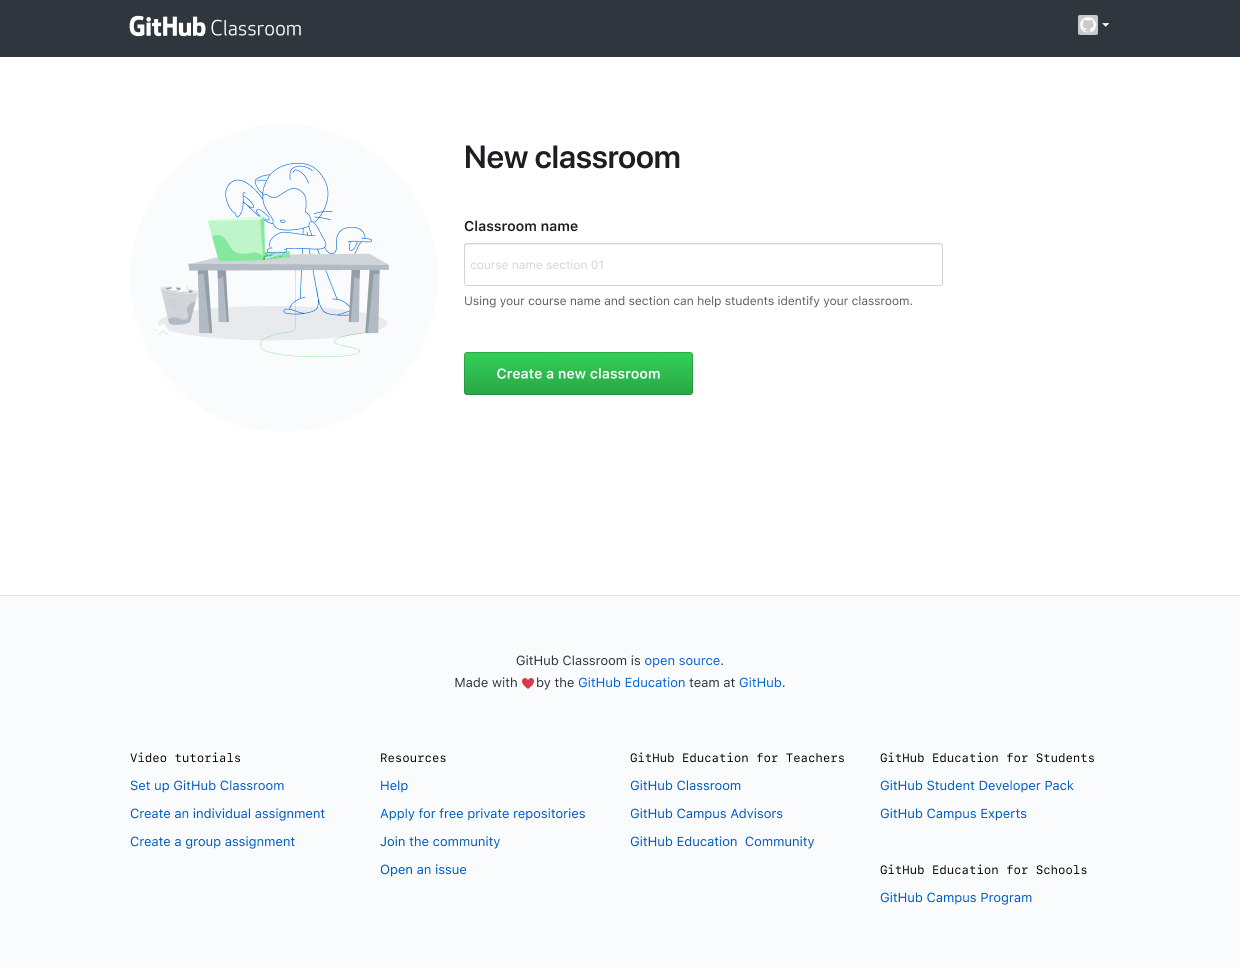 GitHub Classroom
New classroom
Classroom name
course name section 01
Using your course name and section can help students identify your classroom.
Create a new classroom
GitHub Classroom is open source.
Made with ❤ by the GitHub Education team at GitHub.
Video tutorials
Set up GitHub Classroom
Create an individual assignment
Create a group assignment
Resources
Help
Apply for free private repositories
Join the community
Open an issue
GitHub Education for Teachers
GitHub Classroom
GitHub Campus Advisors
GitHub Education Community
GitHub Education for Students
GitHub Student Developer Pack
GitHub Campus Experts
GitHub Education for Schools
GitHub Campus Program